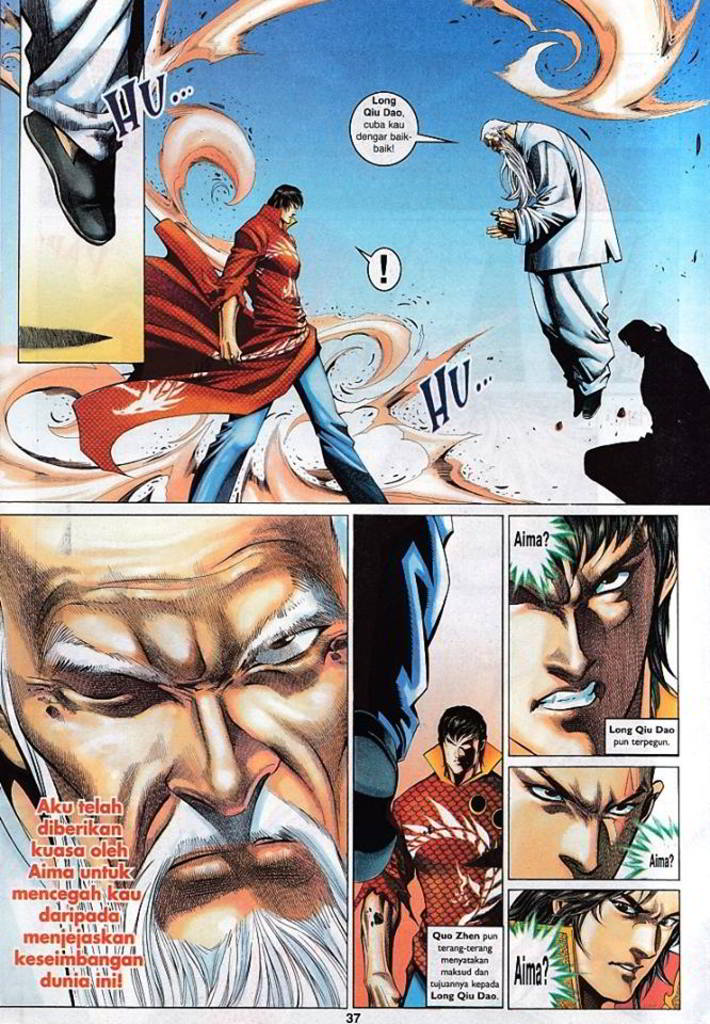 HU...
Long
Qiu Dao,
cuba kau
dengar baik-
baik!
!
HU...
Aku telah
diberikan
kuasa oleh
Aima untuk
mencegah kau
daripada
menjejaskan
keseimbangan
dunia ini!
Quo Zhen pun
terang-terang
menyatakan
maksud dan
tujuannya kepada
Long Qiu Dao.
Aima?
Long Qiu Dao
pun terpegun.
Aima?
Aima?
37